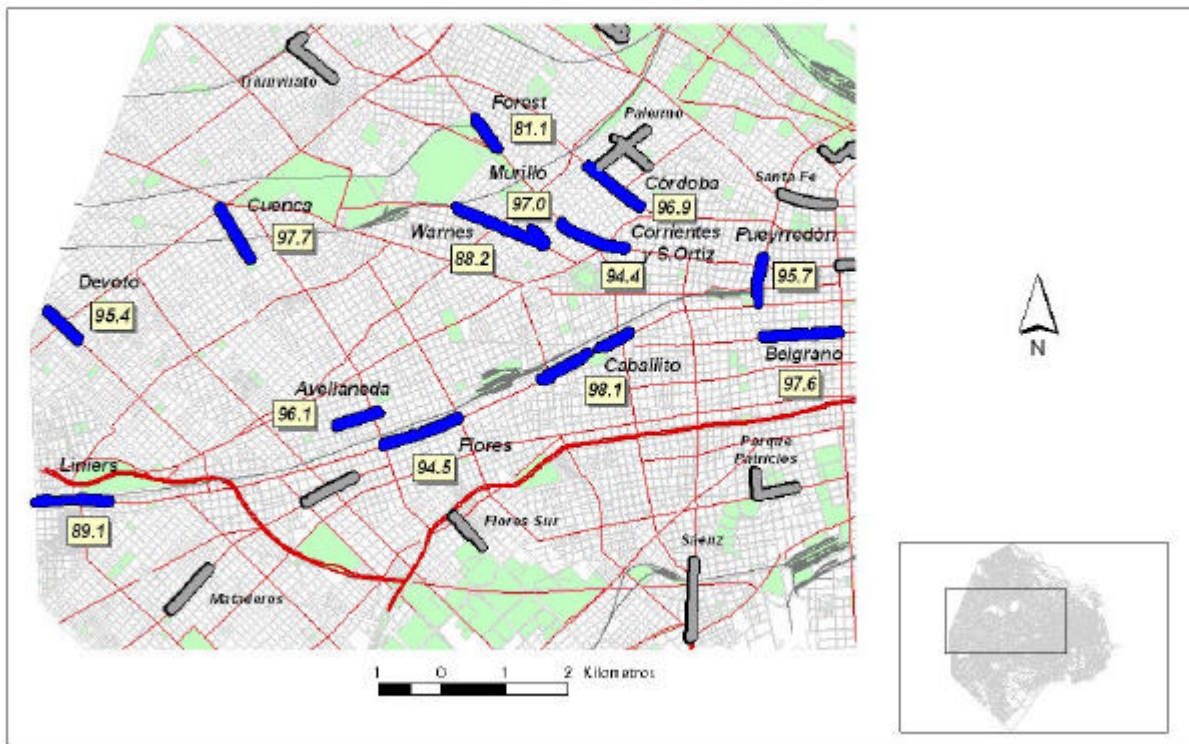 Triunvirato
Forest
81.1
Palermo
Murillo
97.0
Santa Fe
Córdoba
96.9
Cuenca
97.7
Warnes
88.2
Corrientes
y S.Ortiz
94.4
Pueyrredón
95.7
Devoto
95.4
Caballito
98.1
Belgrano
97.6
Avellaneda
96.1
Flores
94.5
Parque
Patricios
Liniers
89.1
Flores Sur
Sáenz
Mataderos
N
1 0 1 2 Kilometros